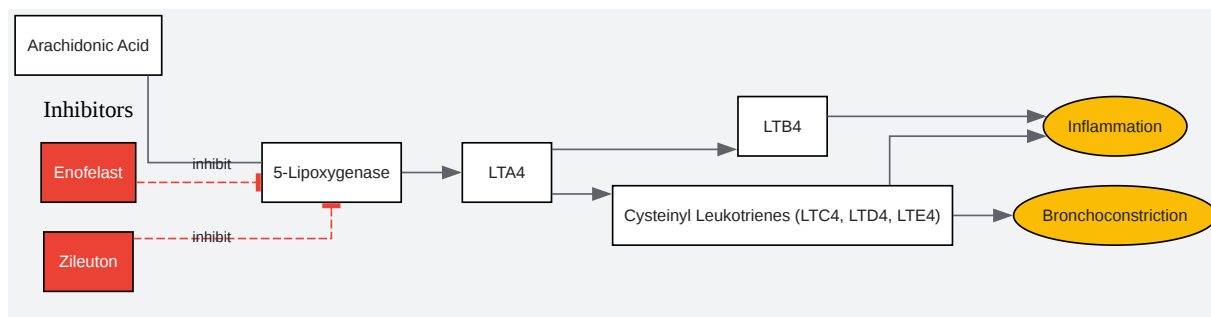 Arachidonic Acid
Inhibitors
Enofelast
inhibit
Zileuton
inhibit
5-Lipoxygenase
LTA4
LTB4
Cysteinyl Leukotrienes (LTC4, LTD4, LTE4)
Inflammation
Bronchoconstriction